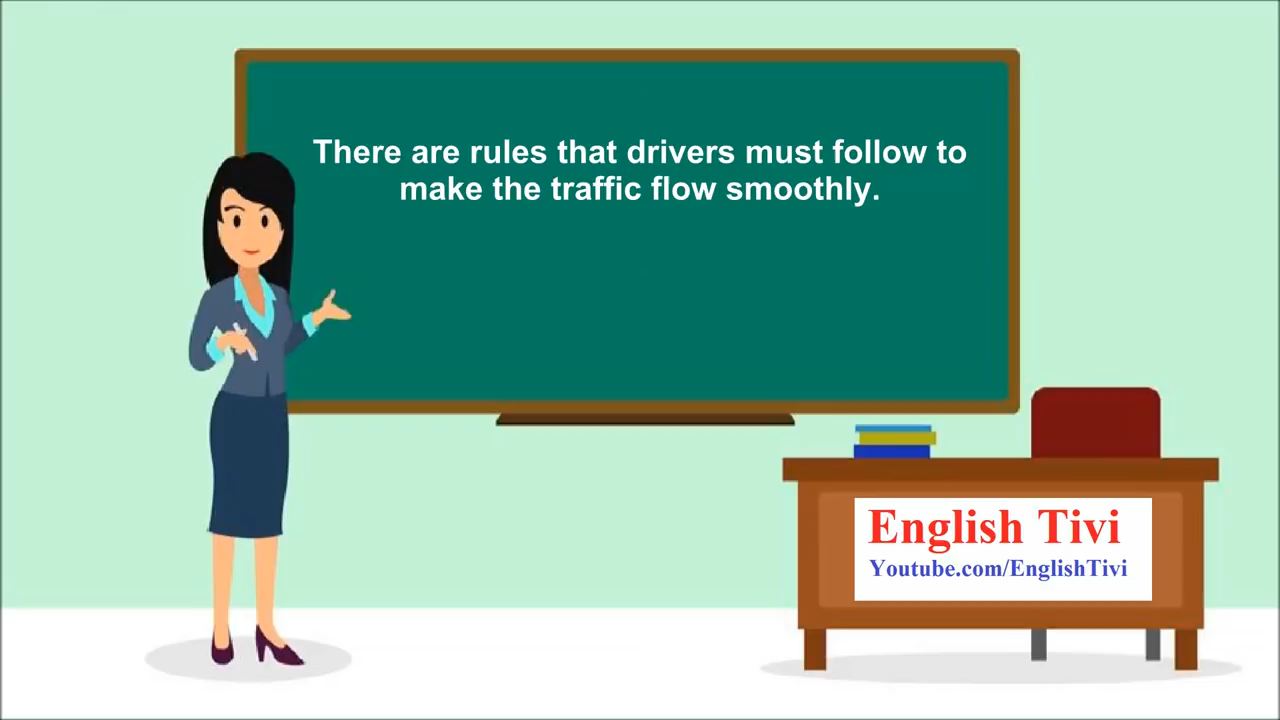 There are rules that drivers must follow to
make the traffic flow smoothly.
English Tivi
Youtube.com/EnglishTivi